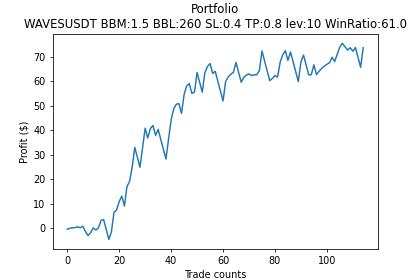 Portfolio
WAVESUSDT BBM:1.5 BBL:260 SL:0.4 TP:0.8 lev:10 WinRatio:61.0
Profit ($)
70
60
50
40
30
20
10
0
0 20 40 60 80 100
Trade counts